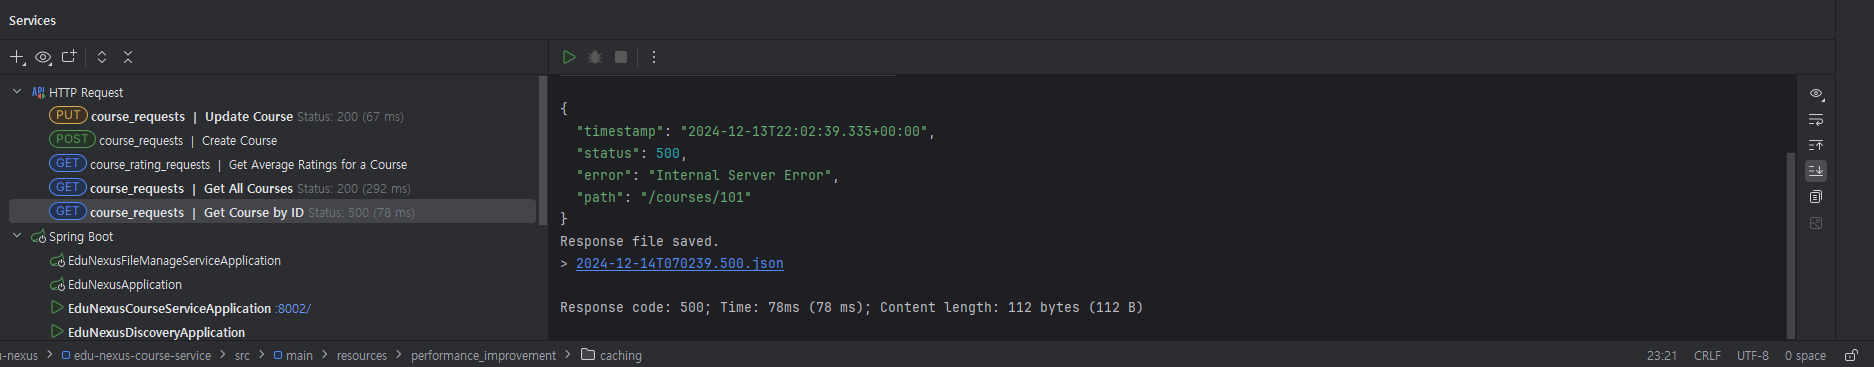 Services
HTTP Request
PUT course_requests | Update Course Status: 200 (67 ms)
POST course_requests | Create Course
GET course_rating_requests | Get Average Ratings for a Course
GET course_requests | Get All Courses Status: 200 (292 ms)
GET course_requests | Get Course by ID Status: 500 (78 ms)
Spring Boot
EduNexusFileManageServiceApplication
EduNexusApplication
EduNexusCourseServiceApplication :8002/
EduNexusDiscoveryApplication
{
"timestamp": "2024-12-13T22:02:39.335+00:00",
"status": 500,
"error": "Internal Server Error",
"path": "/courses/101"
}
Response file saved.
> 2024-12-14T070239.500.json
Response code: 500; Time: 78ms (78 ms); Content length: 112 bytes (112 B)
-nexus > edu-nexus-course-service > src > main > resources > performance_improvement > caching
23:21 CRLF UTF-8 0 space